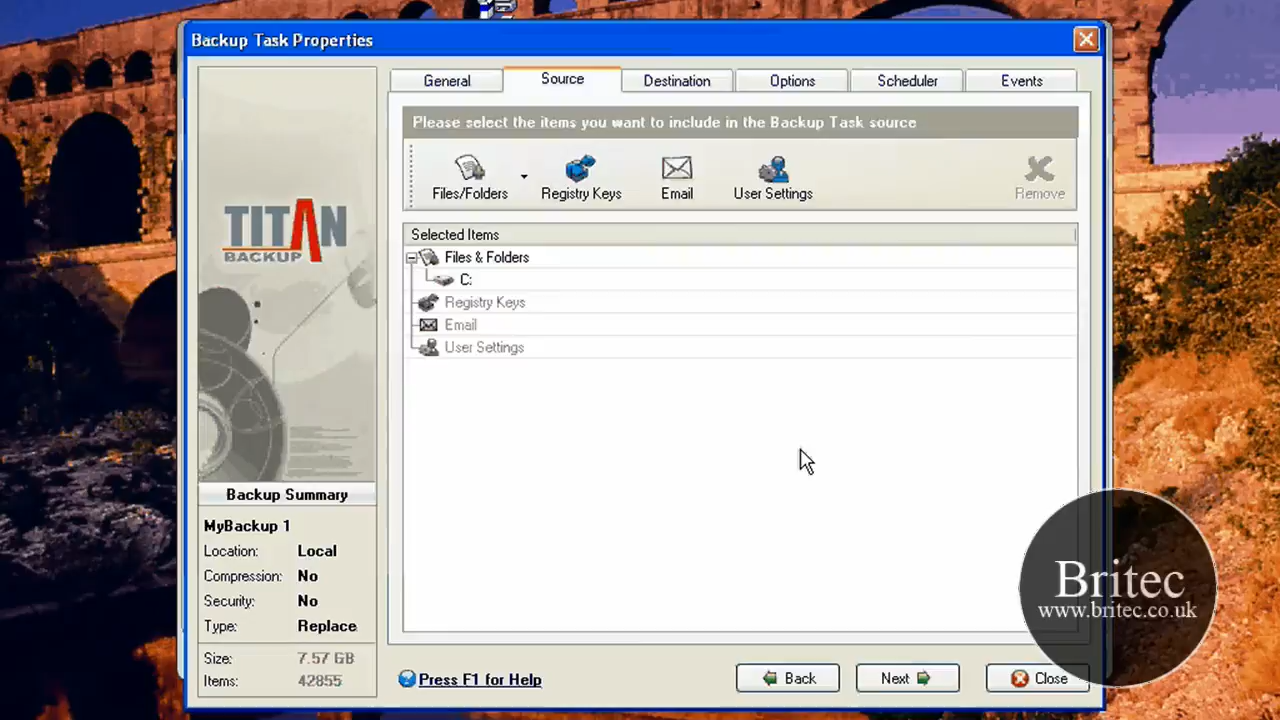 Backup Task Properties
General
Source
Destination
Options
Scheduler
Events
Please select the items you want to include in the Backup Task source
Files/Folders
Registry Keys
Email
User Settings
Remove
TITAN
BACKUP
Selected Items
Files & Folders
C:
Registry Keys
Email
User Settings
Backup Summary
MyBackup 1
Location: Local
Compression: No
Security: No
Type: Replace
Size: 7.57 GB
Items: 42855
Press F1 for Help
Back
Next
Close
Britec
www.britec.co.uk